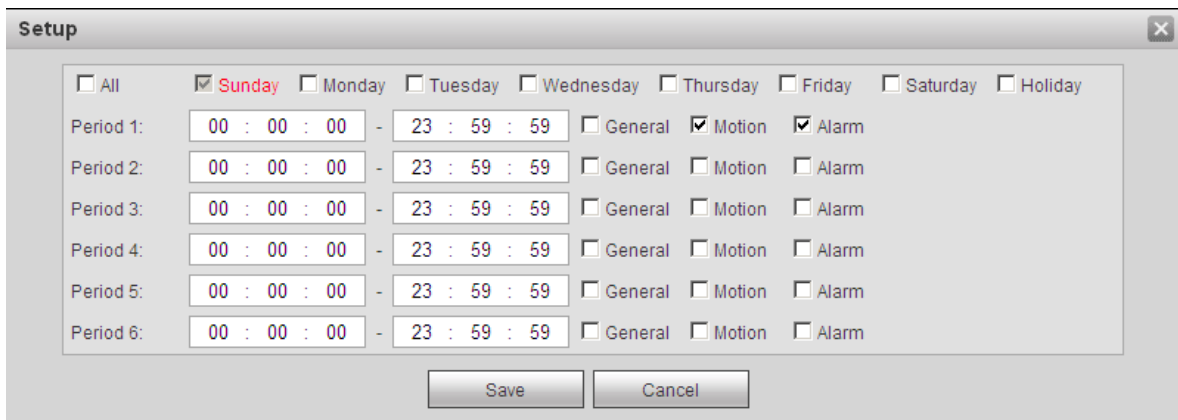 Setup
All Sunday Monday Tuesday Wednesday Thursday Friday Saturday Holiday
Period 1: 00 : 00 : 00 - 23 : 59 : 59 General Motion Alarm
Period 2: 00 : 00 : 00 - 23 : 59 : 59 General Motion Alarm
Period 3: 00 : 00 : 00 - 23 : 59 : 59 General Motion Alarm
Period 4: 00 : 00 : 00 - 23 : 59 : 59 General Motion Alarm
Period 5: 00 : 00 : 00 - 23 : 59 : 59 General Motion Alarm
Period 6: 00 : 00 : 00 - 23 : 59 : 59 General Motion Alarm
Save Cancel